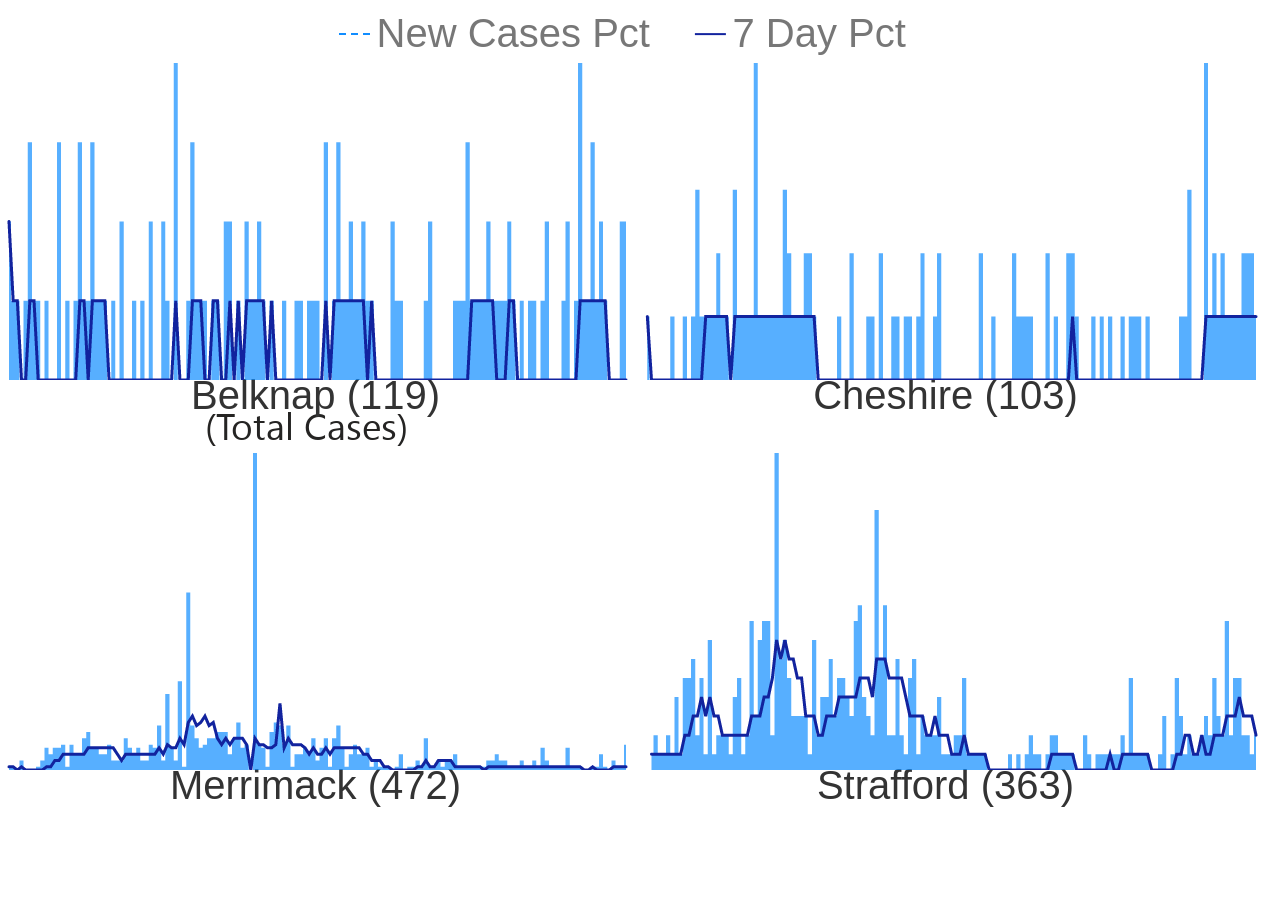 New Cases Pct 7 Day Pct
Belknap (119) Cheshire (103)
(Total Cases)
Merrimack (472) Strafford (363)